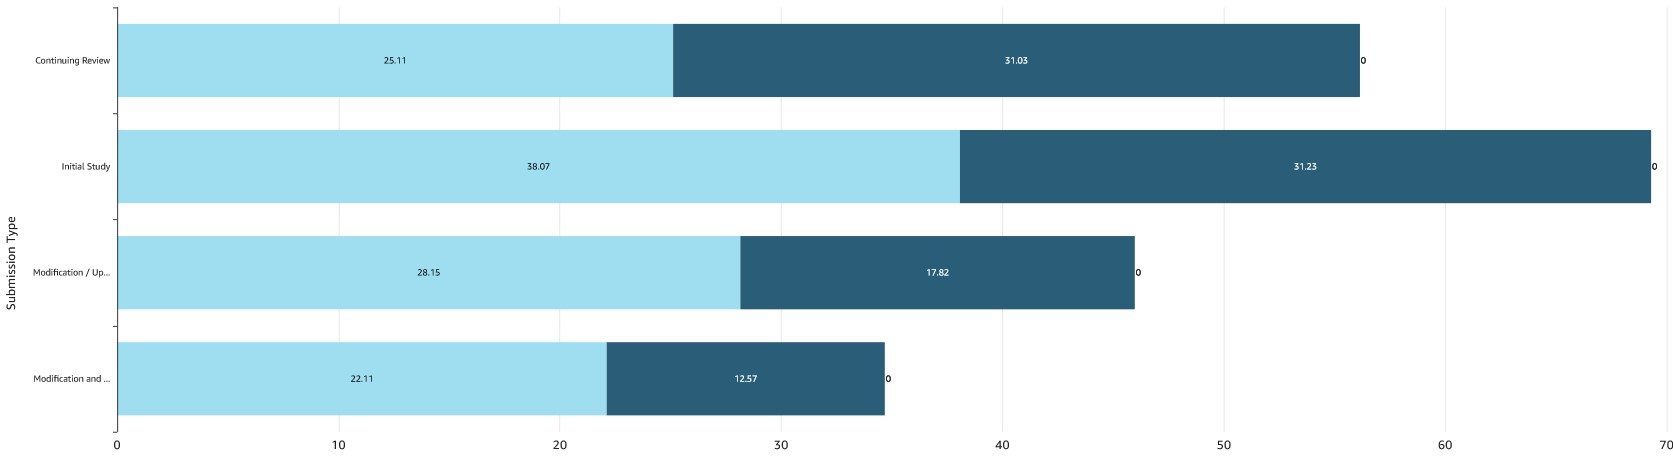 Submission Type
Continuing Review 25.11 31.03 0
Initial Study 38.07 31.23 0
Modification / Up... 28.15 17.82 0
Modification and ... 22.11 12.57 0
0 10 20 30 40 50 60 70